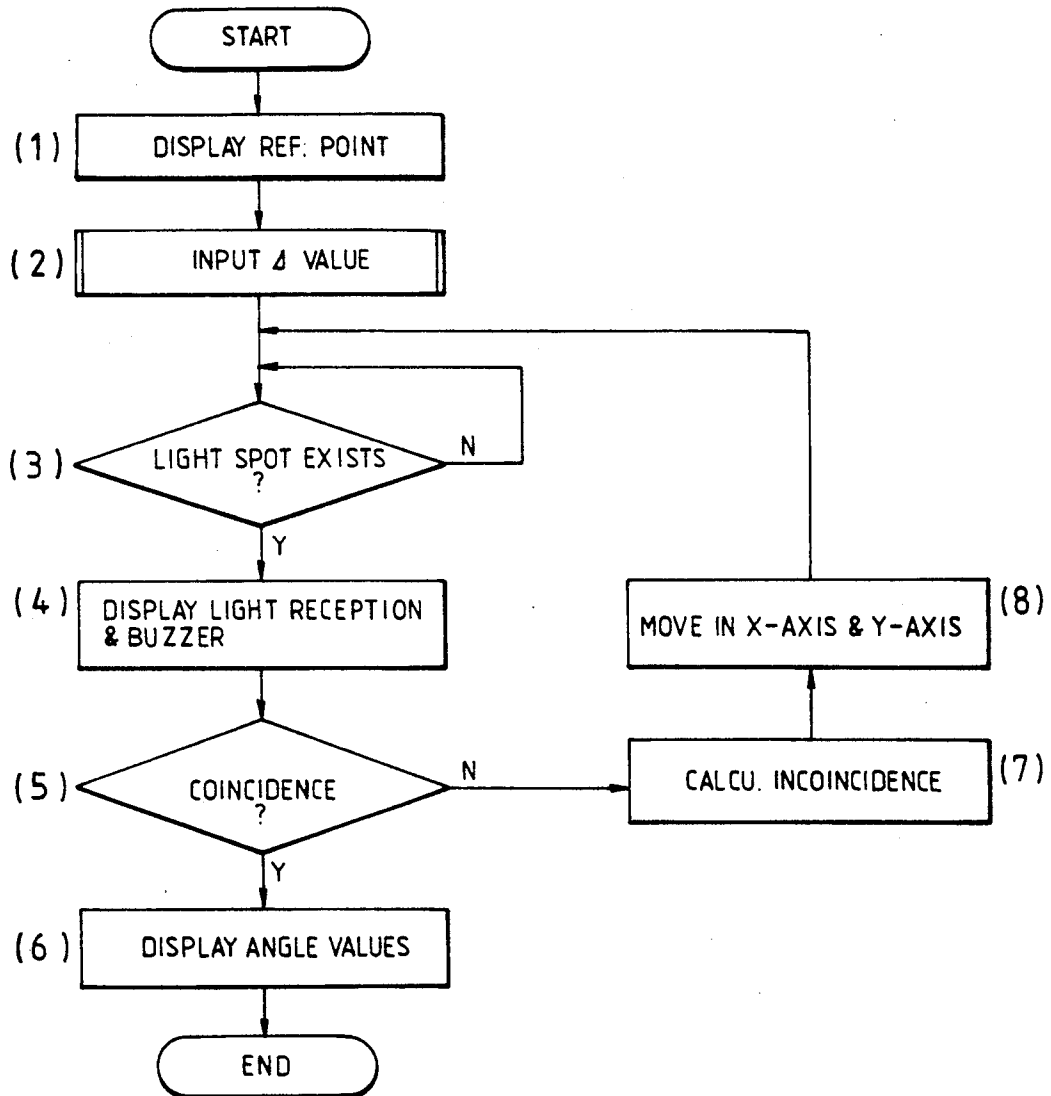 START
(1) DISPLAY REF: POINT
(2) INPUT Δ VALUE
(3) LIGHT SPOT EXISTS
?
N
Y
(4) DISPLAY LIGHT RECEPTION
& BUZZER
MOVE IN X-AXIS & Y-AXIS (8)
(5) COINCIDENCE
?
N
CALCU. INCOINCIDENCE (7)
Y
(6) DISPLAY ANGLE VALUES
END